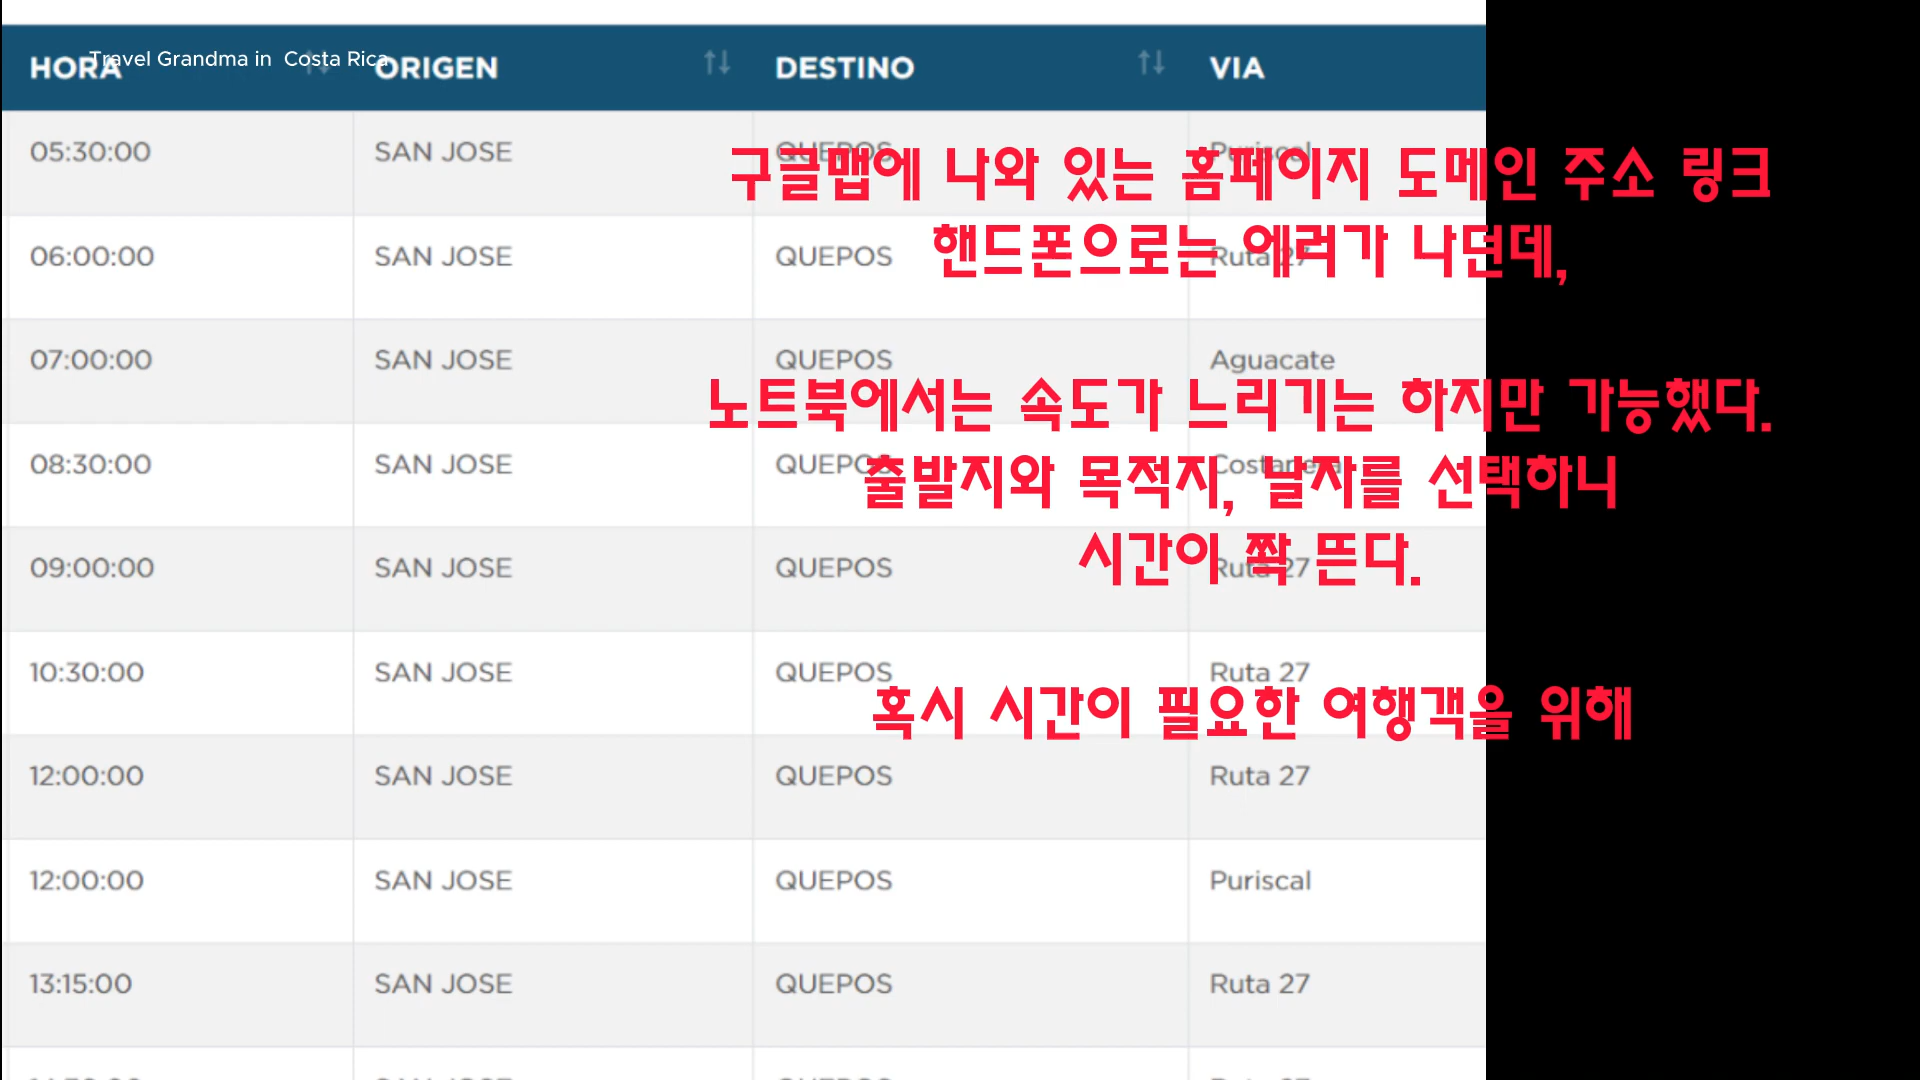 Travel Grandma in Costa Rica
HORA ORIGEN DESTINO VIA
05:30:00 SAN JOSE QUEPOS Puriscal
06:00:00 SAN JOSE QUEPOS Ruta 27
07:00:00 SAN JOSE QUEPOS Aguacate
08:30:00 SAN JOSE QUEPOS Costanera
09:00:00 SAN JOSE QUEPOS Ruta 27
10:30:00 SAN JOSE QUEPOS Ruta 27
12:00:00 SAN JOSE QUEPOS Ruta 27
12:00:00 SAN JOSE QUEPOS Puriscal
13:15:00 SAN JOSE QUEPOS Ruta 27
구글맵에 나와 있는 홈페이지 도메인 주소 링크
핸드폰으로는 에러가 나던데,
노트북에서는 속도가 느리기는 하지만 가능했다.
출발지와 목적지, 날자를 선택하니
시간이 쫙 뜬다.
혹시 시간이 필요한 여행객을 위해